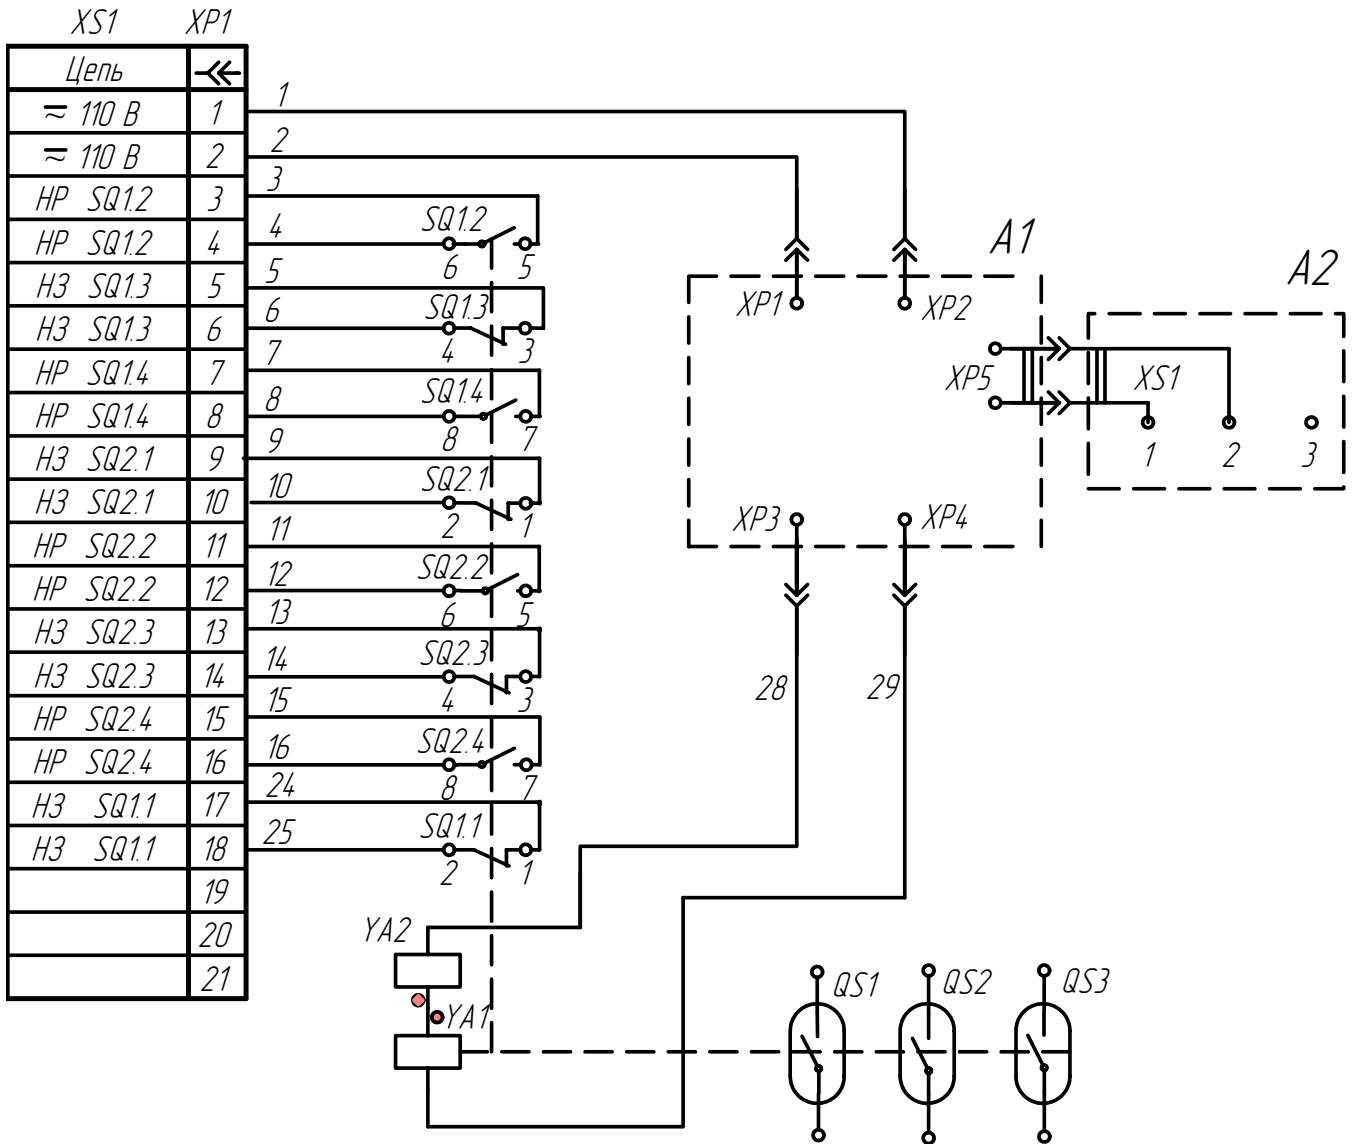 XS1 XP1
Цепь
≂ 110 В 1
≂ 110 В 2
НР SQ1.2 3
НР SQ1.2 4
НЗ SQ1.3 5
НЗ SQ1.3 6
НР SQ1.4 7
НР SQ1.4 8
НЗ SQ2.1 9
НЗ SQ2.1 10
НР SQ2.2 11
НР SQ2.2 12
НЗ SQ2.3 13
НЗ SQ2.3 14
НР SQ2.4 15
НР SQ2.4 16
НЗ SQ1.1 17
НЗ SQ1.1 18
19
20
21
1
2
3
4 SQ1.2
6 5
5
6 SQ1.3
4 3
7
8 SQ1.4
8 7
9
10 SQ2.1
2 1
11
12 SQ2.2
6 5
13
14 SQ2.3
4 3
15
16 SQ2.4
8 7
24
25 SQ1.1
2 1
A1
A2
XP1 XP2
XP5 XS1
1 2 3
XP3 XP4
28 29
YA2
YA1
QS1 QS2 QS3